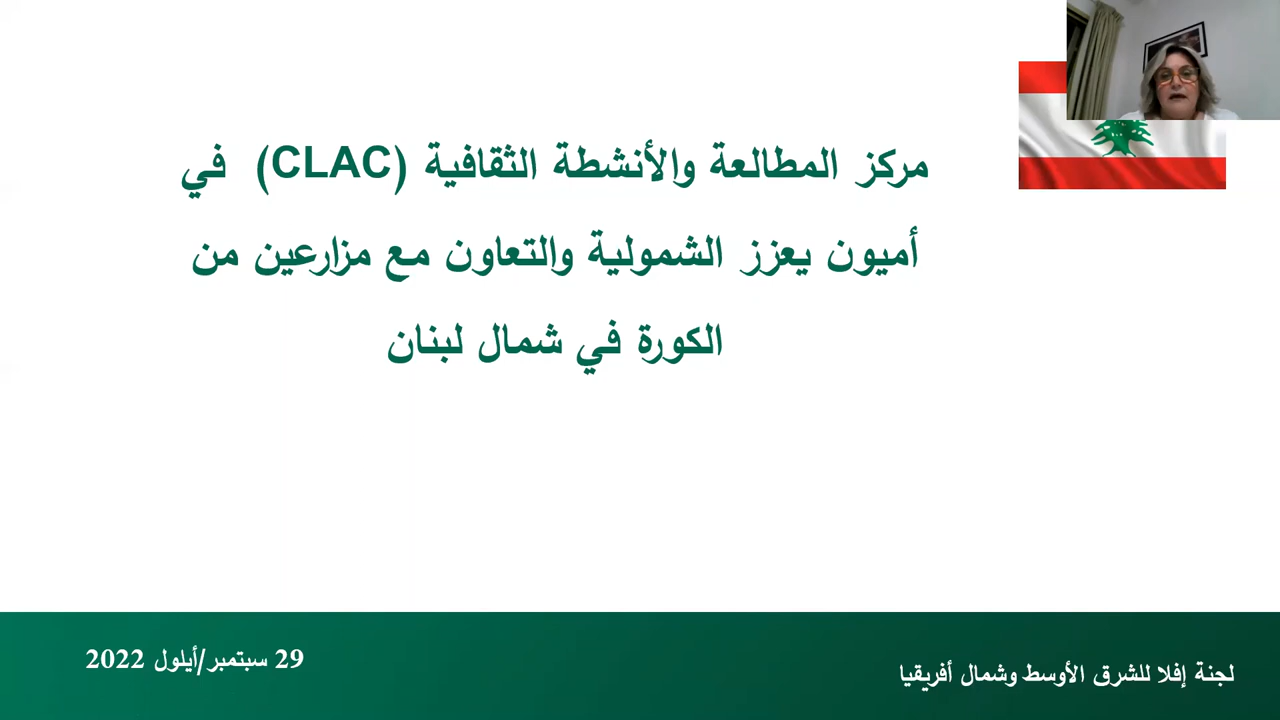 مركز المطالعة والأنشطة الثقافية (CLAC) في
أميون يعزز الشمولية والتعاون مع مزارعين من
الكورة في شمال لبنان
لجنة إفلا للشرق الأوسط وشمال أفريقيا
29 سبتمبر/أيلول 2022